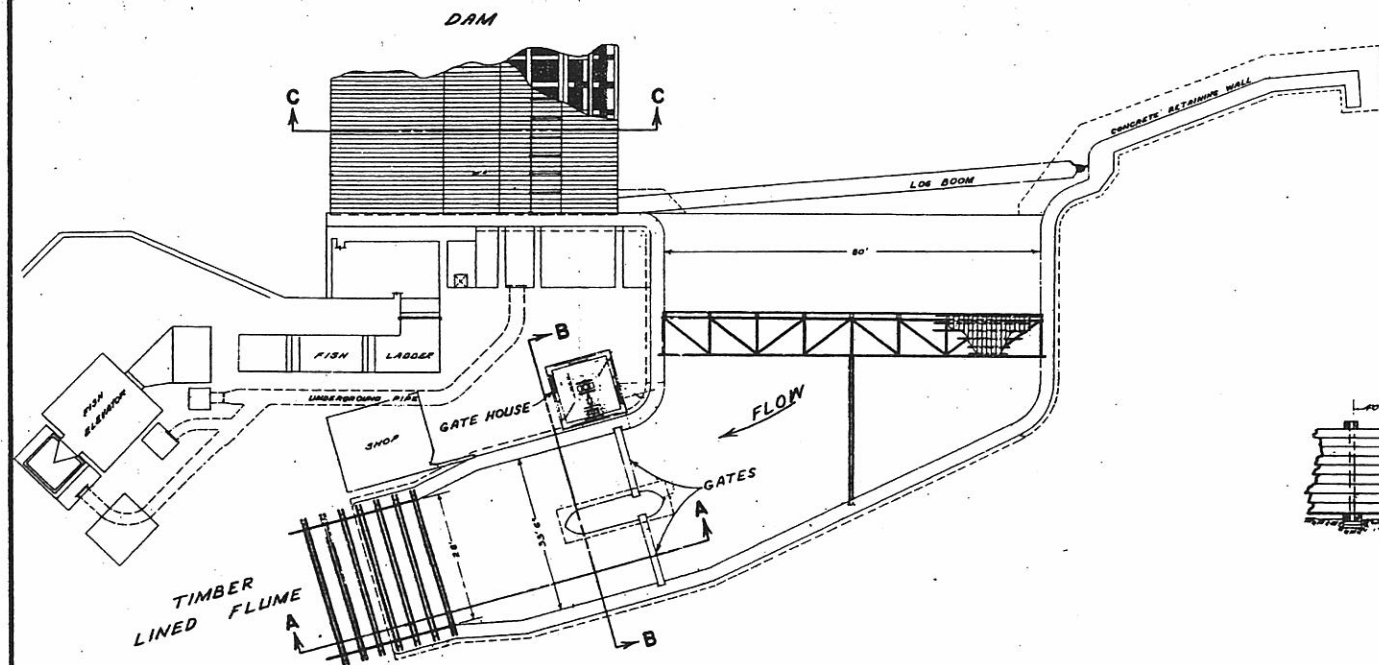 DAM
C
C
CONCRETE RETAINING WALL
LOG BOOM
FISH
LADDER
FISH
ELEVATOR
UNDERGROUND PIPE
SHOP
B
GATE HOUSE
FLOW
GATES
A
TIMBER
LINED FLUME
A
B